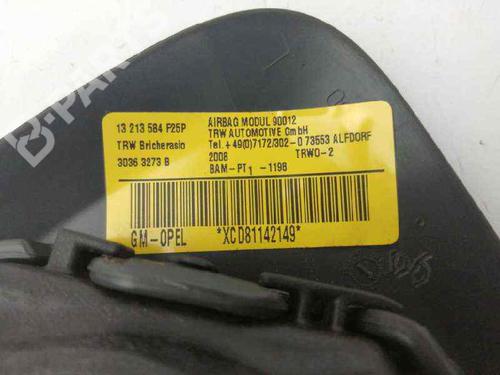 13 213 584 F25P
TRW Bricherasio
3036 3273 B
AIRBAG MODUL 90012
TRW AUTOMOTIVE GmbH
Tel.+49(0)7172/302-0 73553 ALFDORF
2008 TRWO-2
BAM-PT1 -1198
GM-OPEL *XCD81142149*
B-PARTS